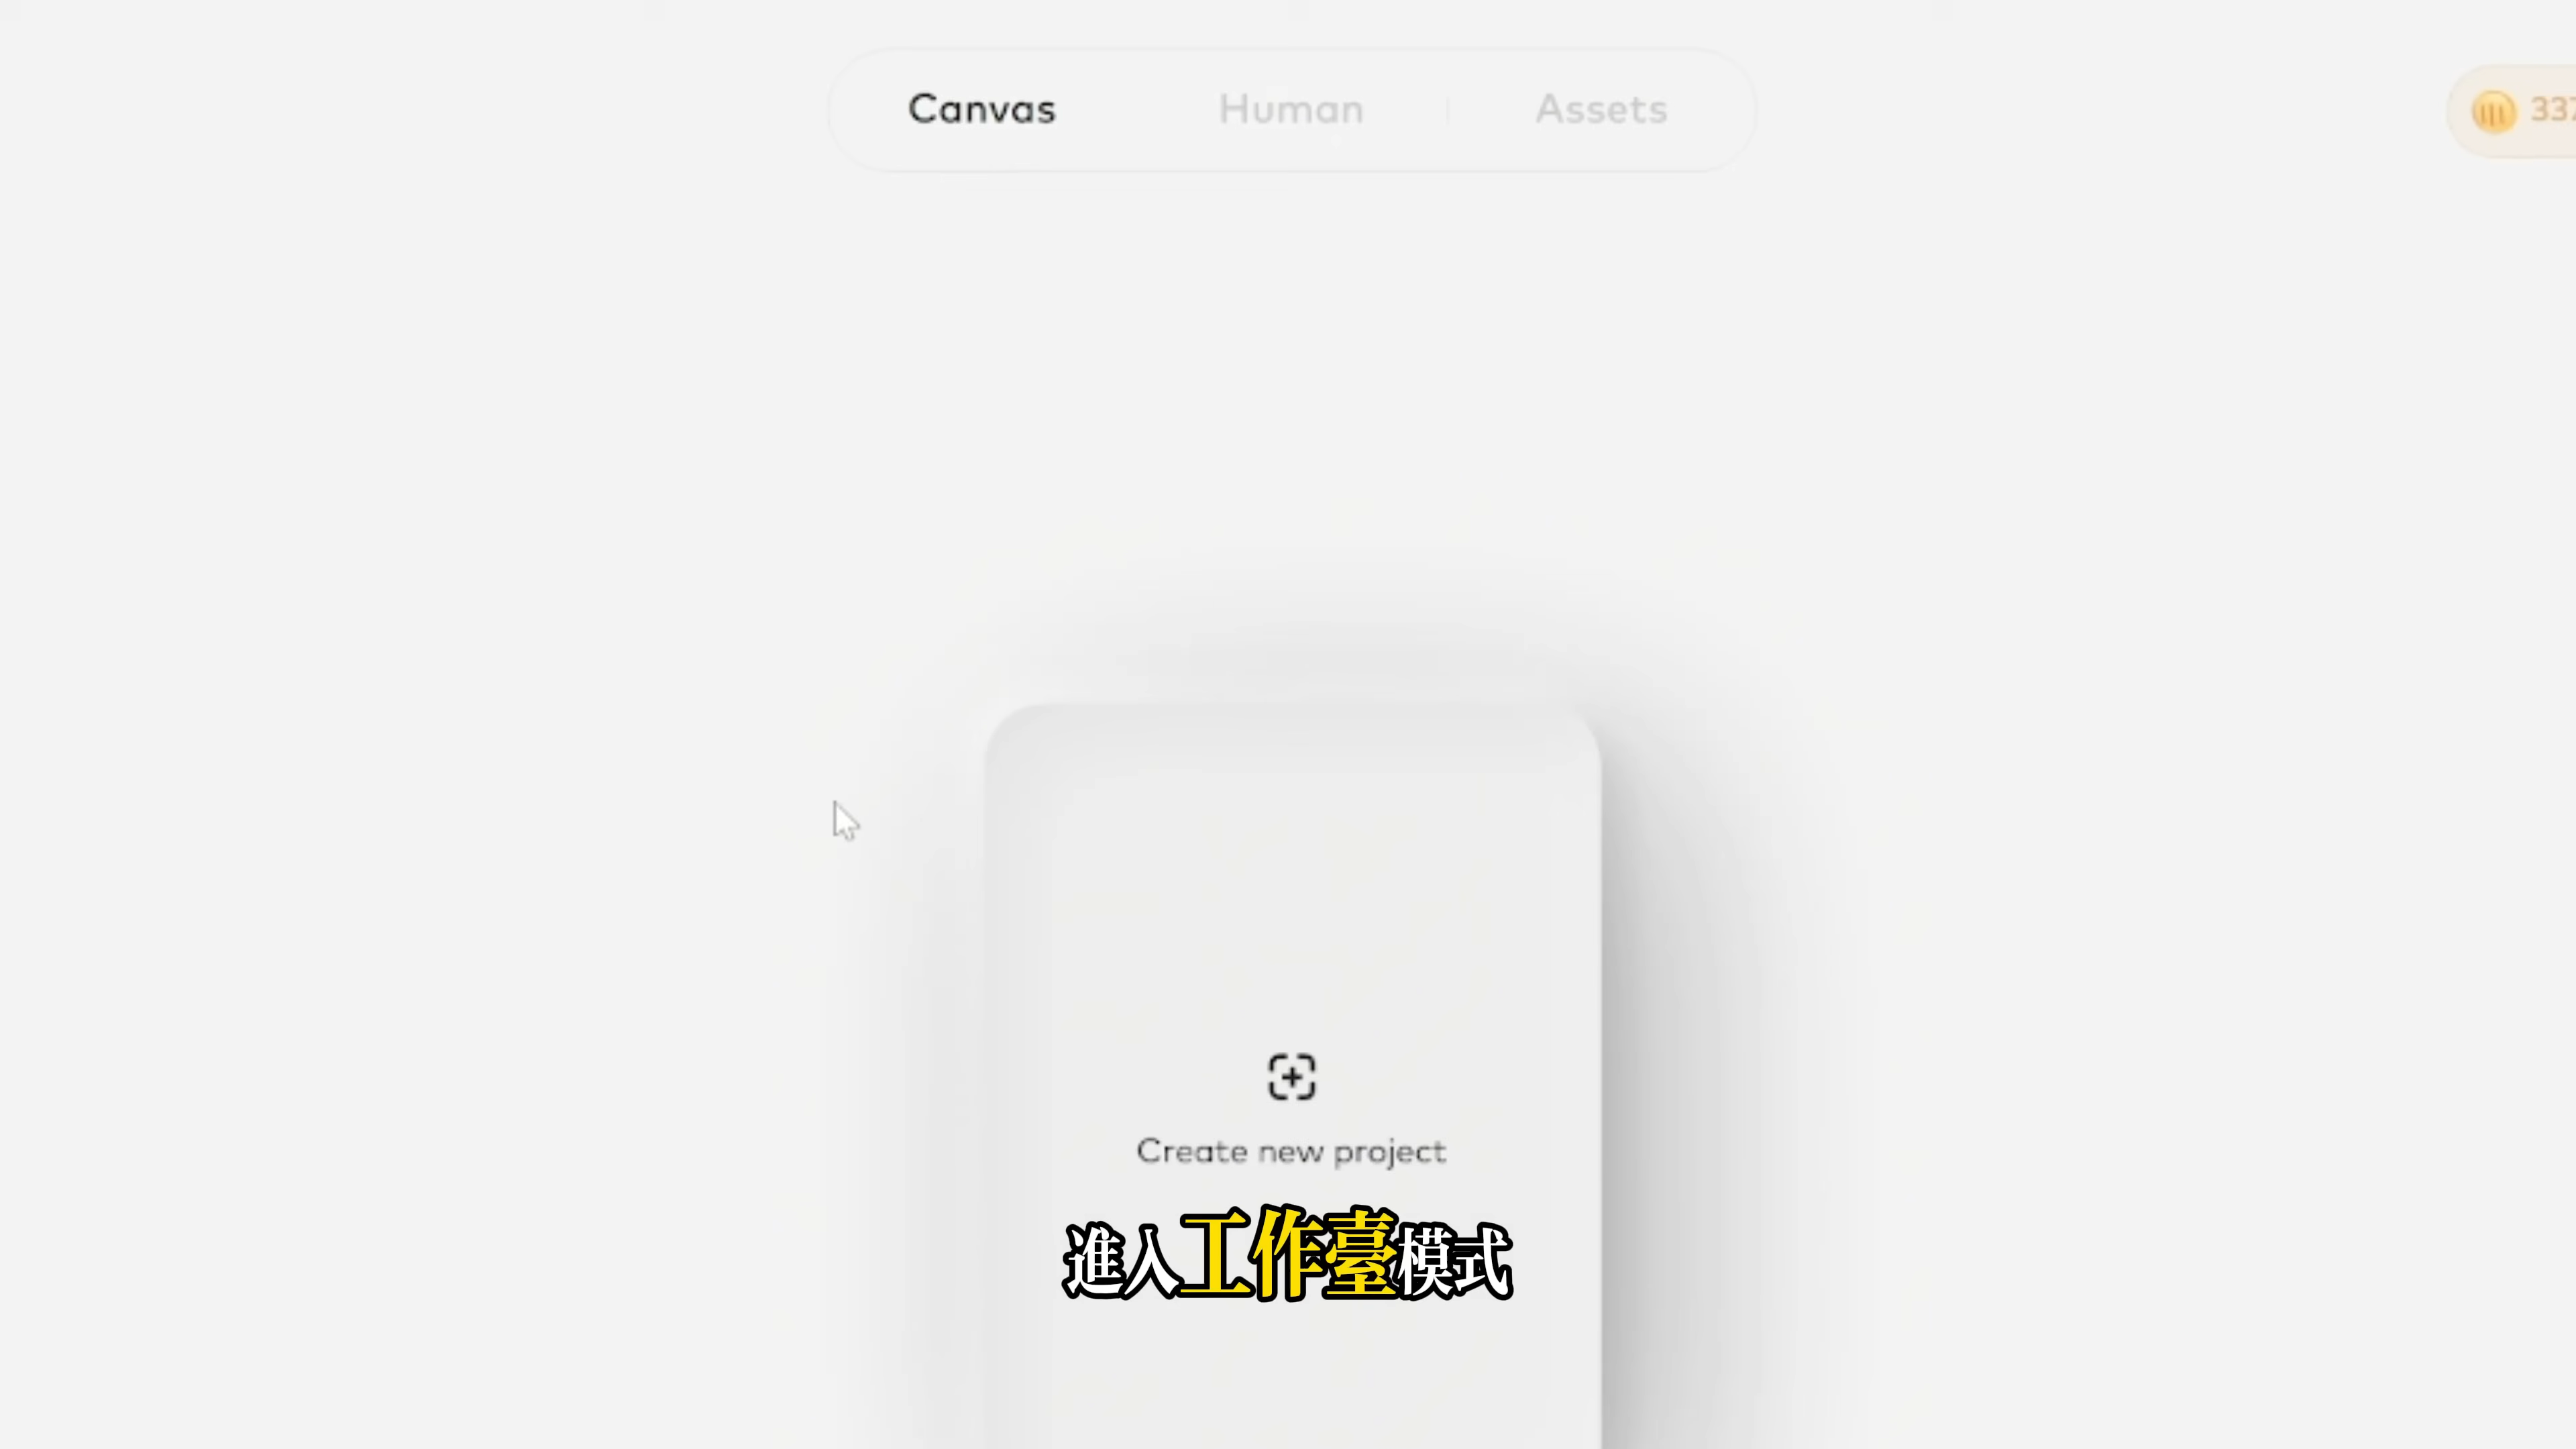 Canvas Human Assets
Create new project
進入工作臺模式